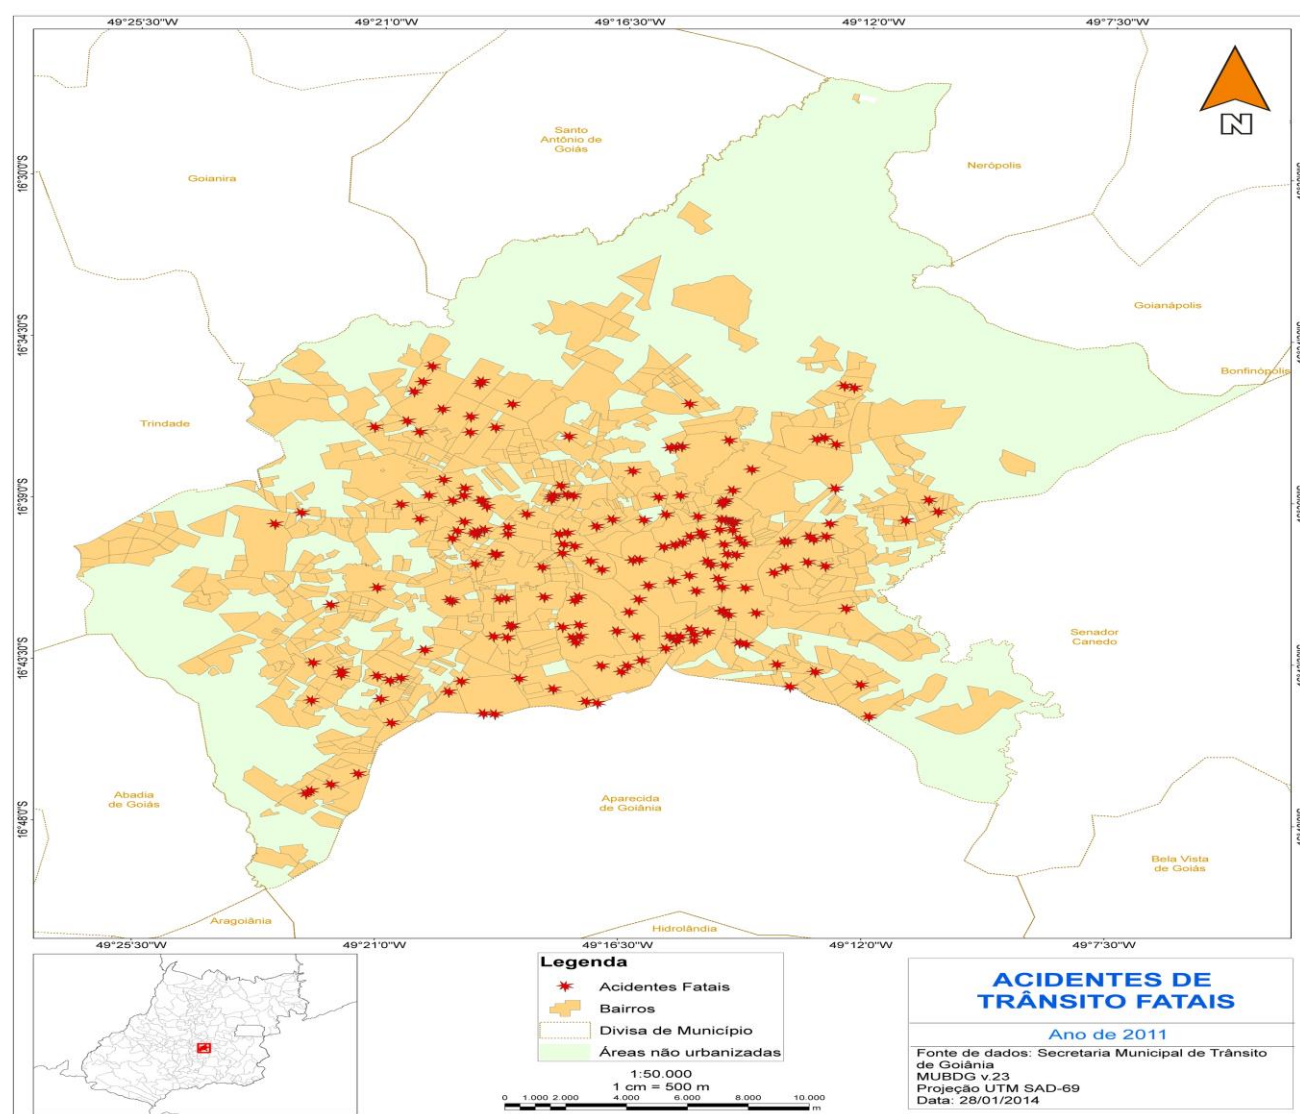 49°25'30"W 49°21'0"W 49°16'30"W 49°12'0"W 49°7'30"W
N
Santo
Antônio de
Goiás
Nerópolis
16°30'0"S
Goianira
Goianápolis
16°34'30"S
Bonfinópolis
Trindade
16°39'0"S
Senador
Canedo
16°43'30"S
Abadia
de Goiás
Aparecida
de Goiânia
16°48'0"S
Bela Vista
de Goiás
Aragoiânia
Hidrolândia
49°25'30"W 49°21'0"W 49°16'30"W 49°12'0"W 49°7'30"W
Legenda
Acidentes Fatais
Bairros
Divisa de Município
Áreas não urbanizadas
1:50.000
1 cm = 500 m
0 1.000 2.000 4.000 6.000 8.000 10.000
m
ACIDENTES DE
TRÂNSITO FATAIS
Ano de 2011
Fonte de dados: Secretaria Municipal de Trânsito
de Goiânia
MUBDG v.23
Projeção UTM SAD-69
Data: 28/01/2014